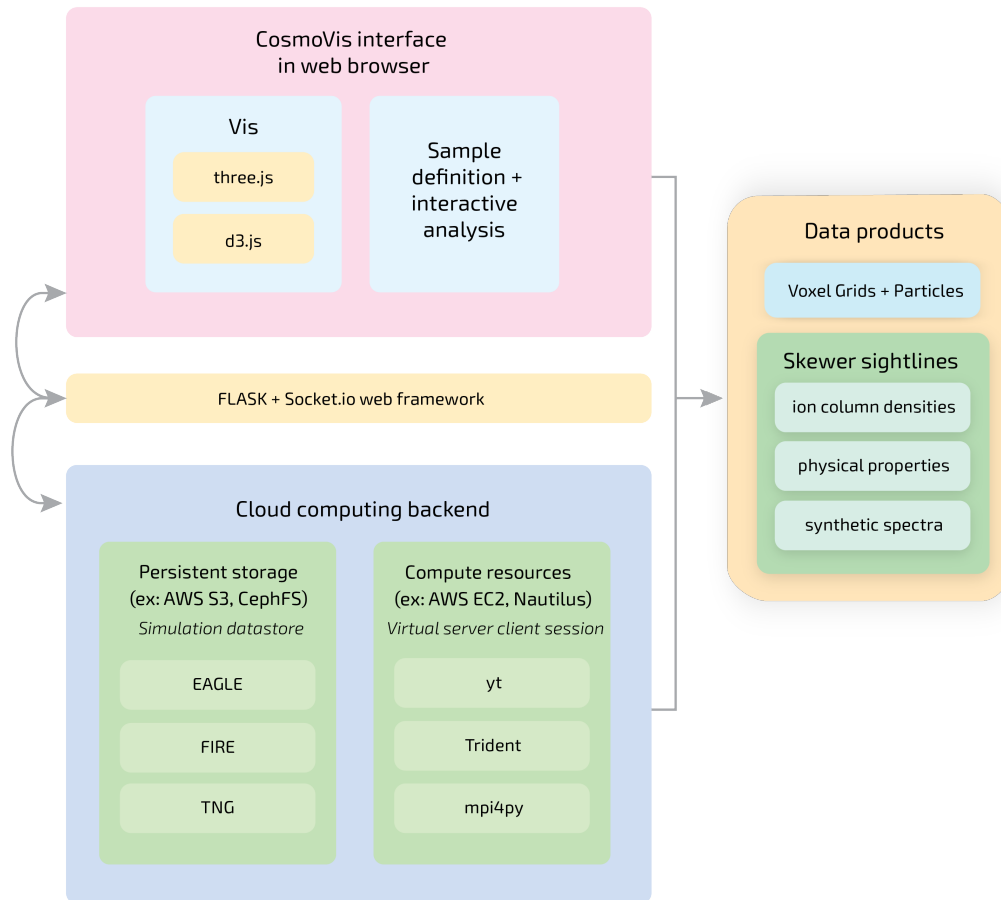 CosmoVis interface
in web browser
Vis
three.js
d3.js
Sample
definition +
interactive
analysis
FLASK + Socket.io web framework
Cloud computing backend
Persistent storage
(ex: AWS S3, CephFS)
Simulation datastore
EAGLE
FIRE
TNG
Compute resources
(ex: AWS EC2, Nautilus)
Virtual server client session
yt
Trident
mpi4py
Data products
Voxel Grids + Particles
Skewer sightlines
ion column densities
physical properties
synthetic spectra